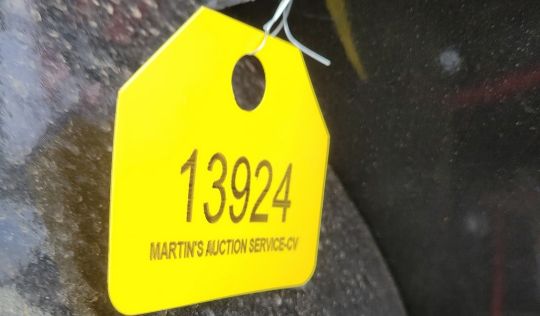 13924
MARTIN'S AUCTION SERVICE-CV